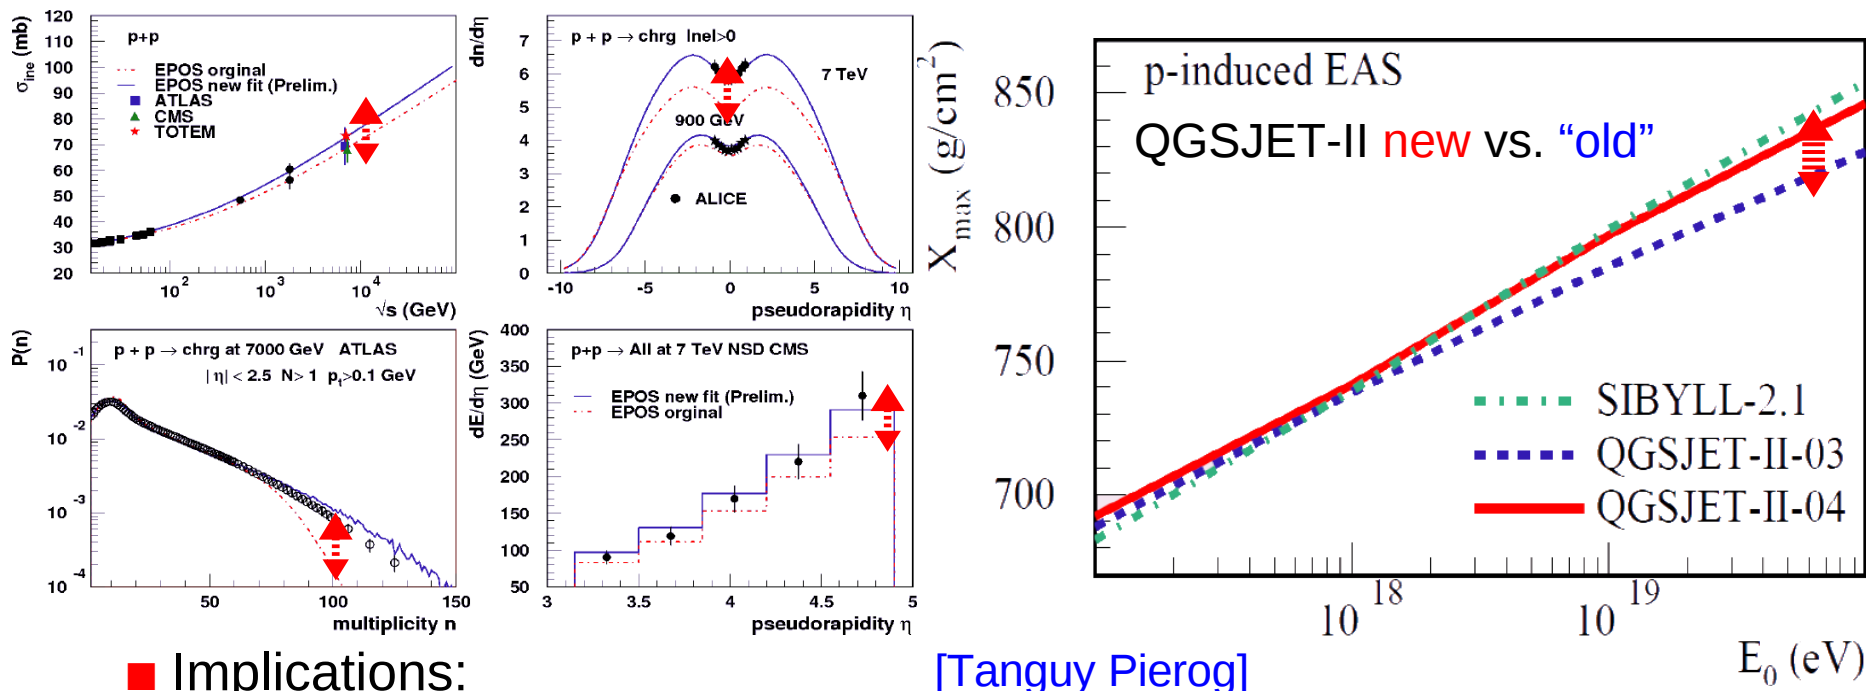 120
110
100
90
80
70
60
50
40
30
20
σ_ine (mb)
p+p
EPOS orginal
EPOS new fit (Prelim.)
ATLAS
CMS
TOTEM
10^2
10^3
10^4
√s (GeV)
dn/dη
7
6
5
4
3
2
1
0
p + p → chrg Inel>0
7 TeV
900 GeV
ALICE
-10
-5
0
5
10
pseudorapidity η
P(n)
10^-1
10^-2
10^-3
10
10^-4
p + p → chrg at 7000 GeV ATLAS
|η| < 2.5 N> 1 p_t>0.1 GeV
50
100
150
multiplicity n
dE/dη (GeV)
400
350
300
250
200
150
100
50
p+p → All at 7 TeV NSD CMS
EPOS new fit (Prelim.)
EPOS orginal
3
3.5
4
4.5
5
pseudorapidity η
X_max (g/cm^2)
850
800
750
700
p-induced EAS
QGSJET-II new vs. “old”
SIBYLL-2.1
QGSJET-II-03
QGSJET-II-04
10^18
10^19
E_0 (eV)
Implications:
[Tanguy Pierog]